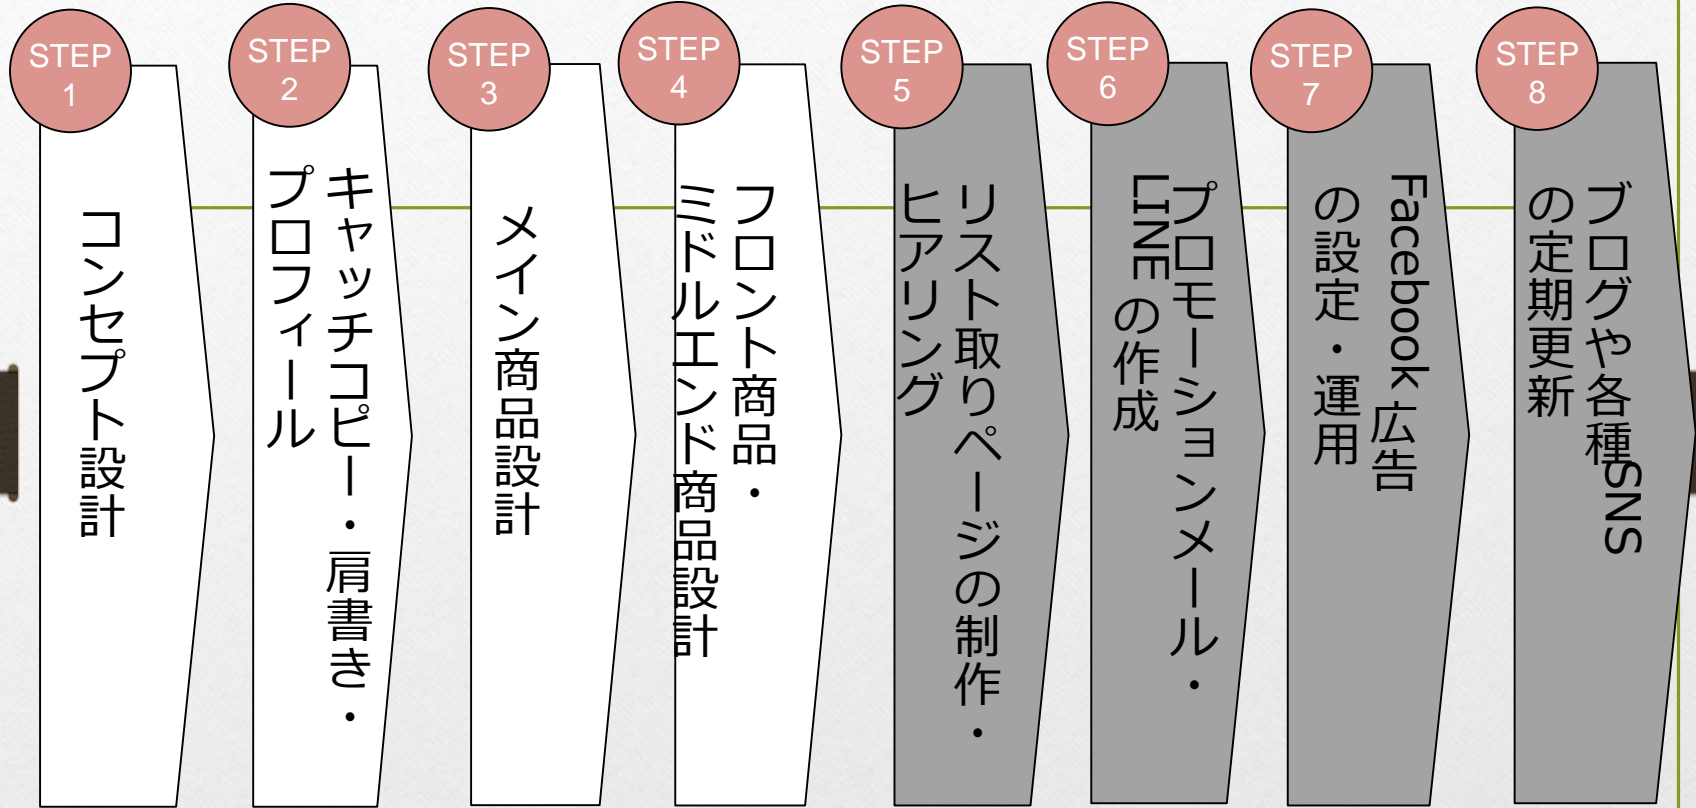 STEP
1
コンセプト設計
STEP
2
キャッチコピー・肩書き・
プロフィール
STEP
3
メイン商品設計
STEP
4
フロント商品・
ミドルエンド商品設計
STEP
5
リスト取りページの制作・
ヒアリング
STEP
6
プロモーションメール・
LINEの作成
STEP
7
Facebook広告
の設定・運用
STEP
8
ブログや各種SNS
の定期更新